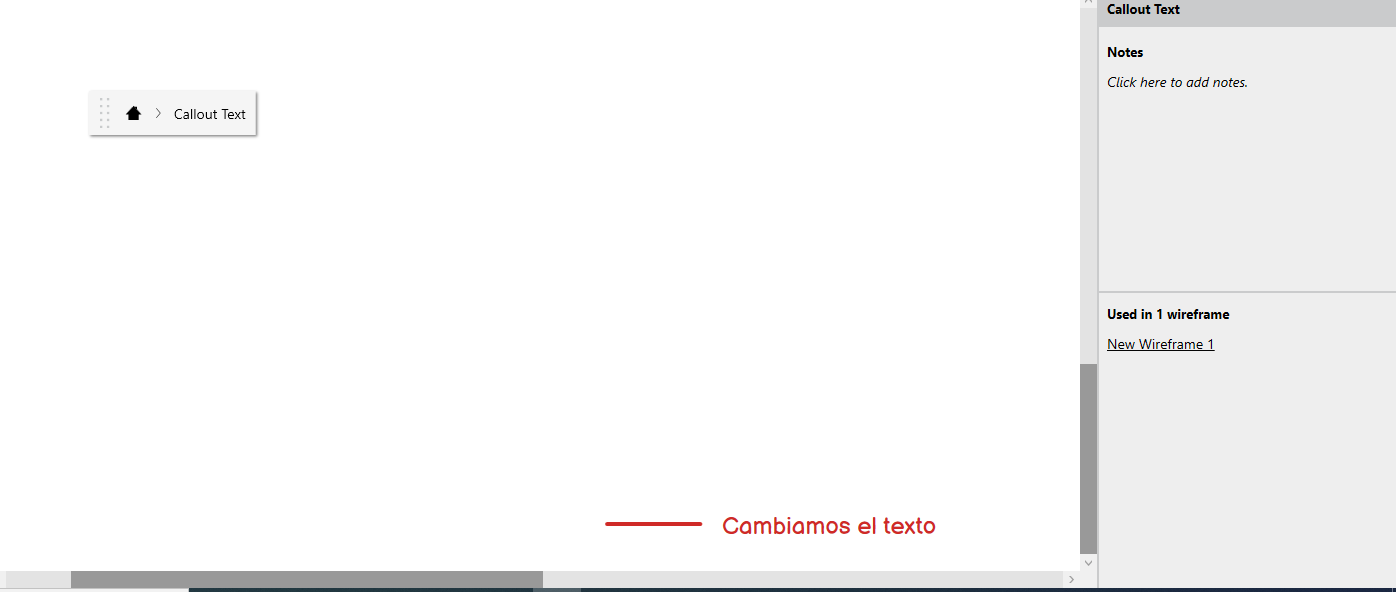 Callout Text
Notes
Click here to add notes.
Callout Text
Used in 1 wireframe
New Wireframe 1
Cambiamos el texto